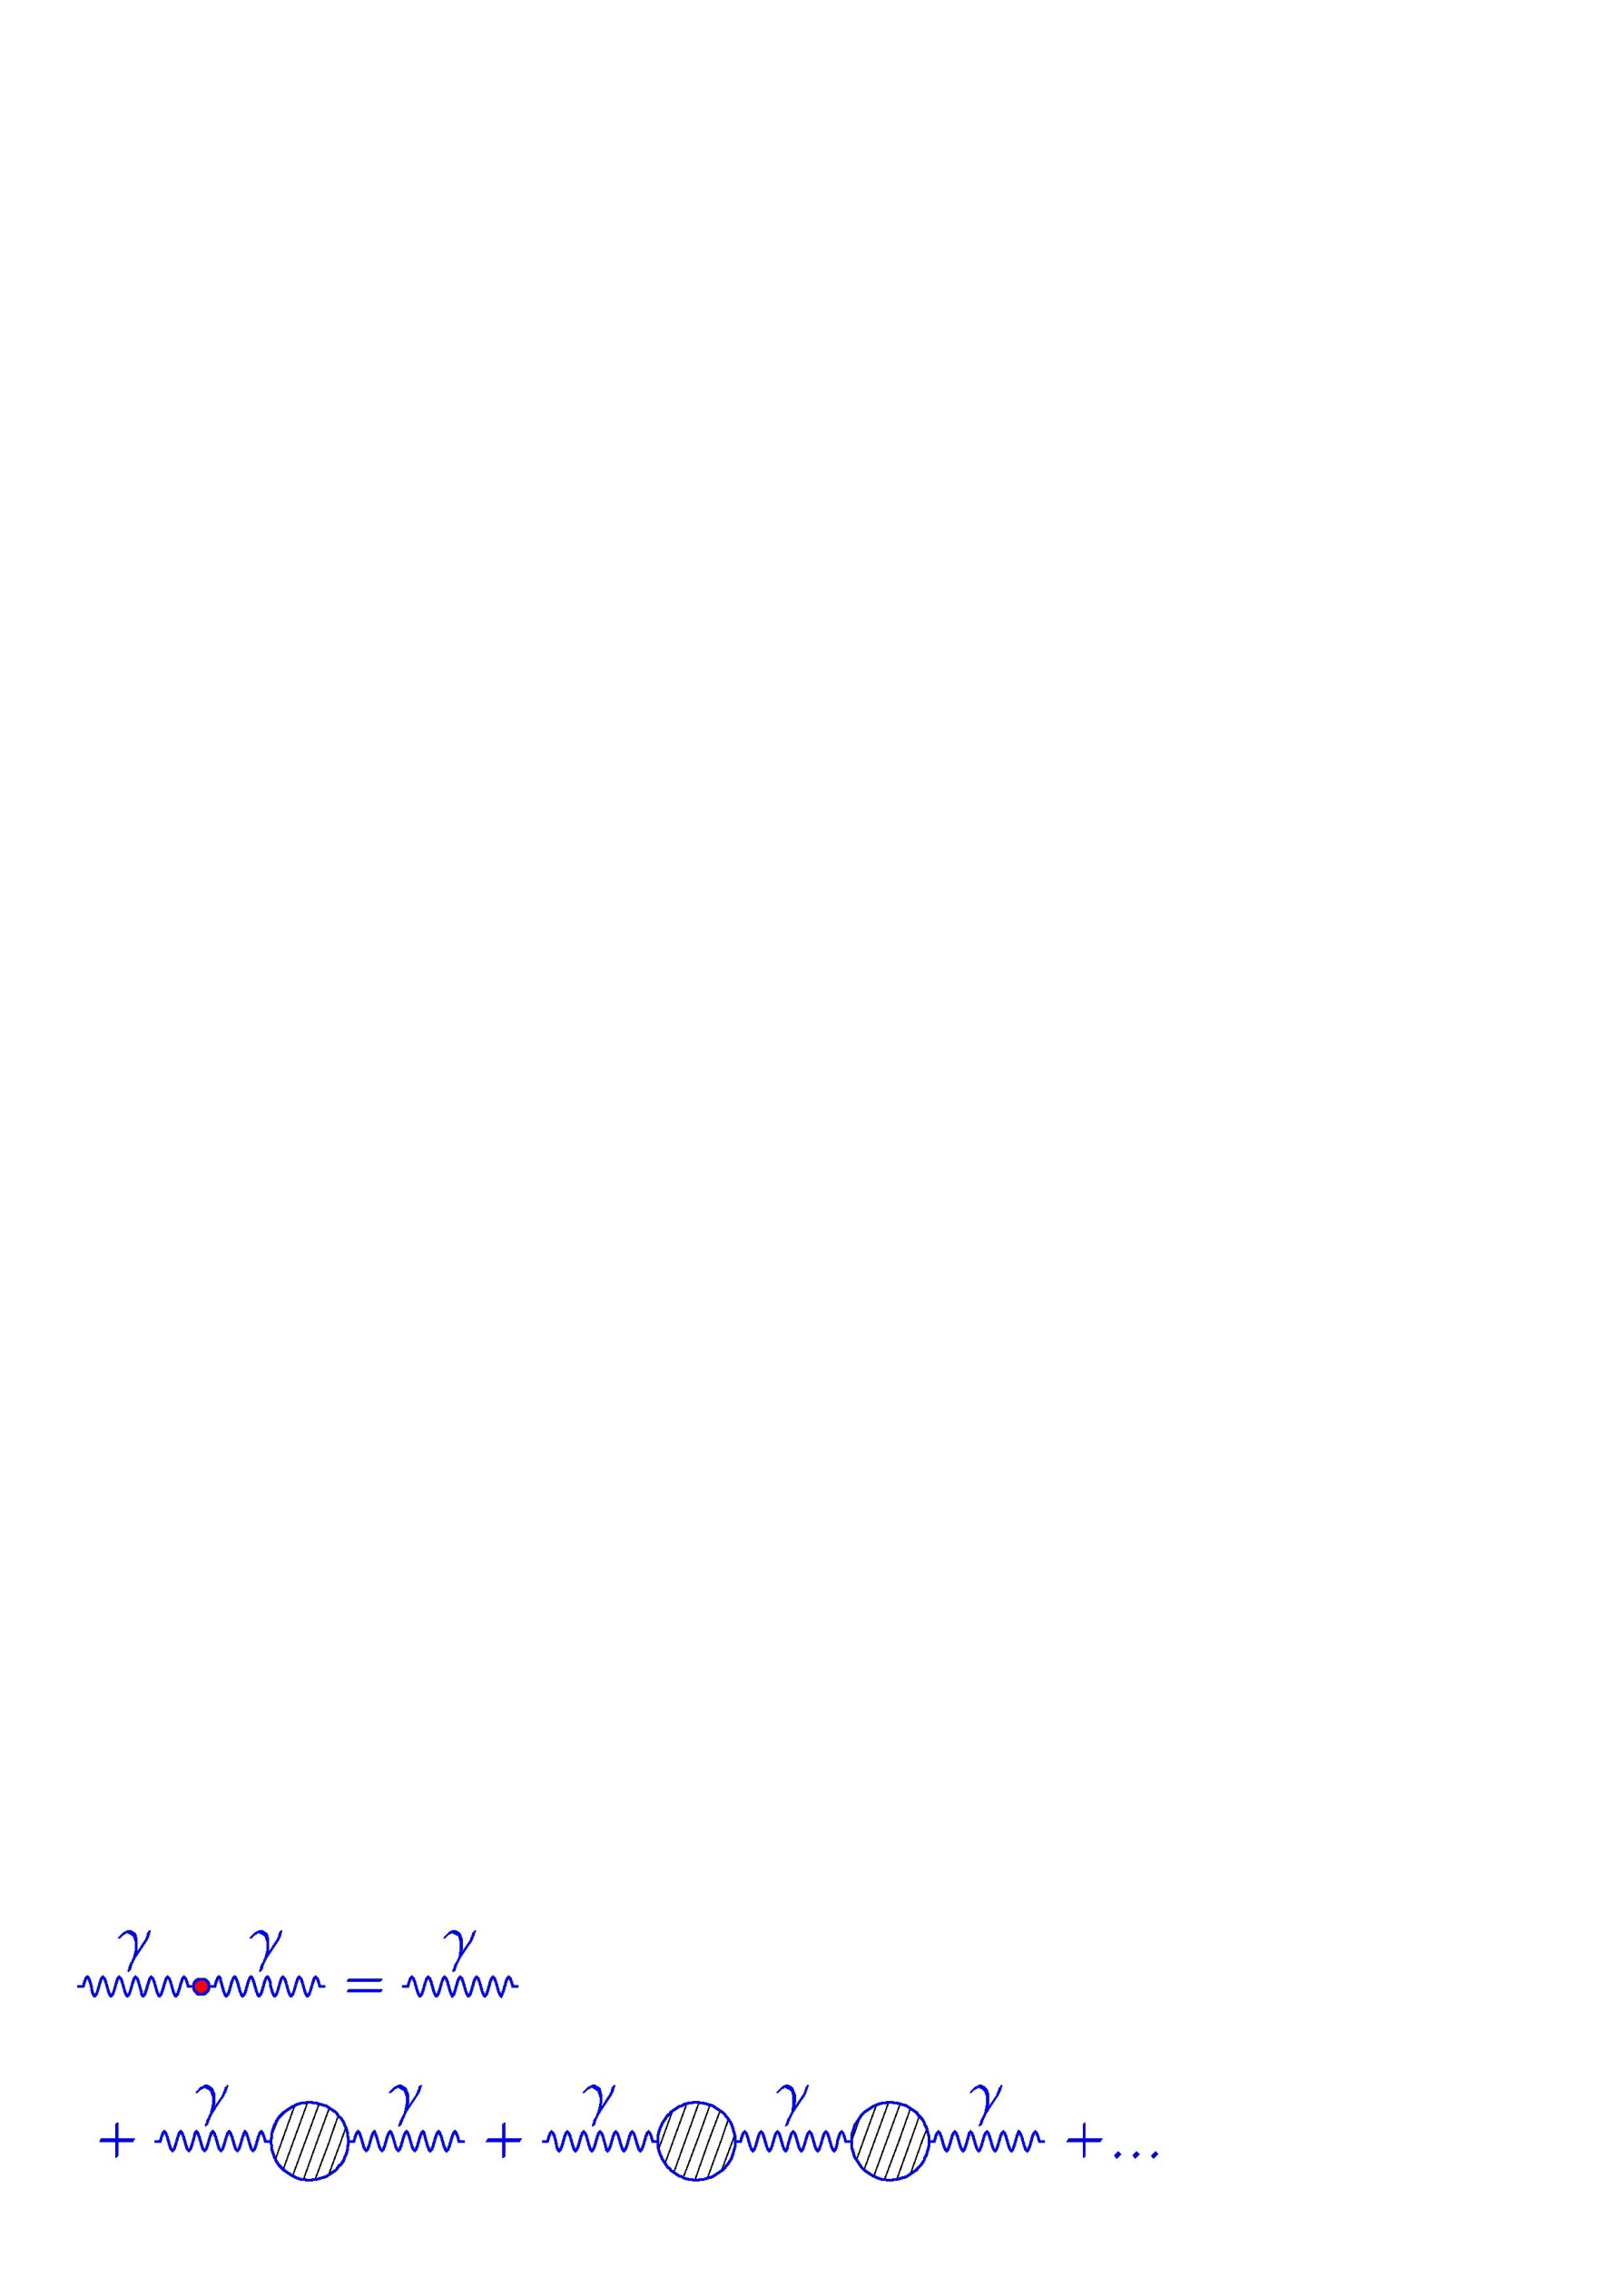 γ γ = γ
+ γ γ + γ γ γ + . . .